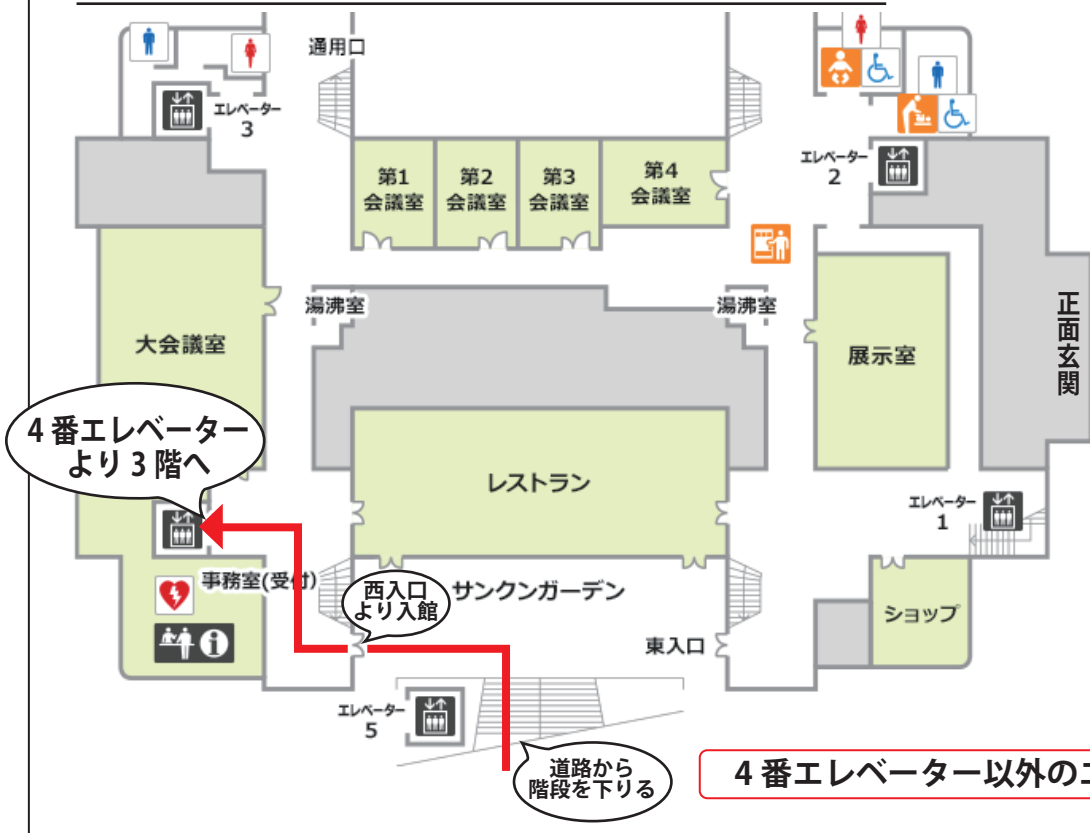 通用口
エレベーター
3
エレベーター
2
第1
会議室
第2
会議室
第3
会議室
第4
会議室
湯沸室
湯沸室
大会議室
展示室
正面玄関
4番エレベーター
より3階へ
レストラン
エレベーター
1
事務室(受付)
西入口
より入館
サンクンガーデン
ショップ
東入口
エレベーター
5
道路から
階段を下りる
4番エレベーター以外のエ